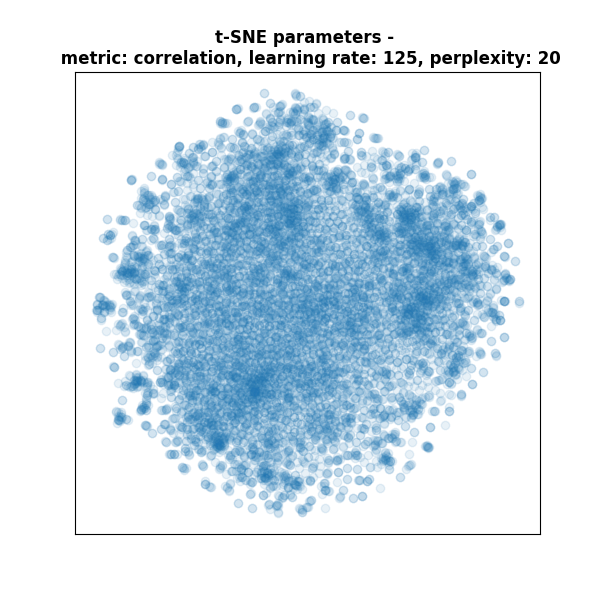 t-SNE parameters -
metric: correlation, learning rate: 125, perplexity: 20